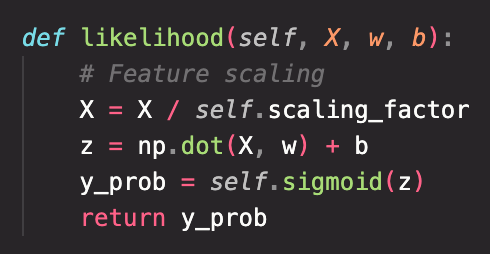 def likelihood(self, X, w, b):
    # Feature scaling
    X = X / self.scaling_factor
    z = np.dot(X, w) + b
    y_prob = self.sigmoid(z)
    return y_prob